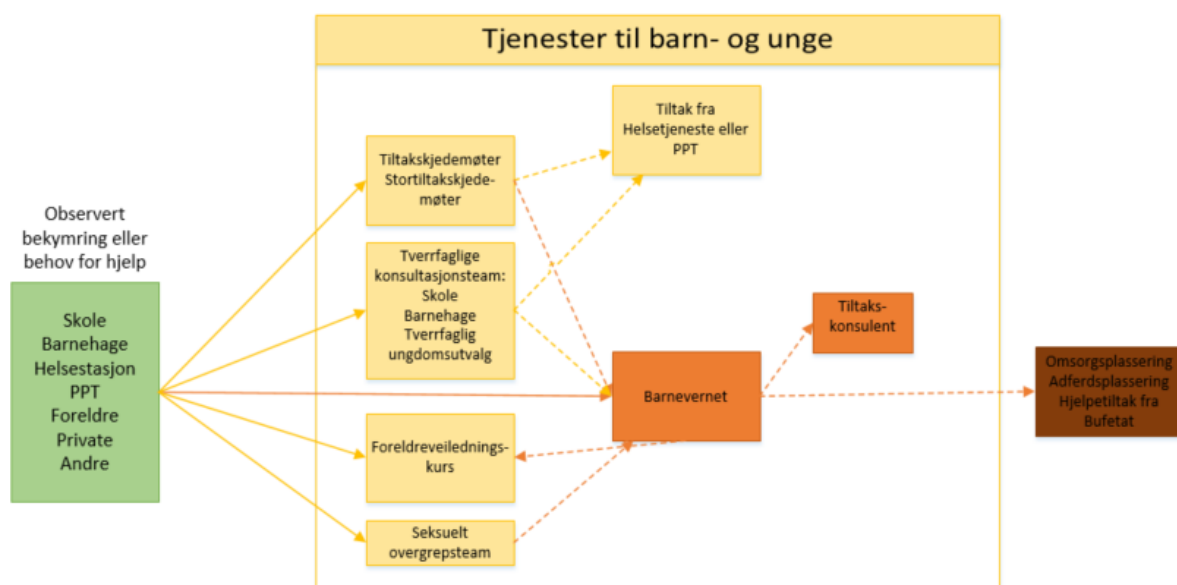 Tjenester til barn- og unge
Observert
bekymring eller
behov for hjelp
Skole
Barnehage
Helsestasjon
PPT
Foreldre
Private
Andre
Tiltakskjedemøter
Stortiltakskjede-
møter
Tverrfaglige
konsultasjonsteam:
Skole
Barnehage
Tverrfaglig
ungdomsutvalg
Foreldreveilednings-
kurs
Seksuelt
overgrepsteam
Tiltak fra
Helsetjeneste eller
PPT
Barnevernet
Tiltaks-
konsulent
Omsorgsplassering
Adferdsplassering
Hjelpetiltak fra
Bufetat